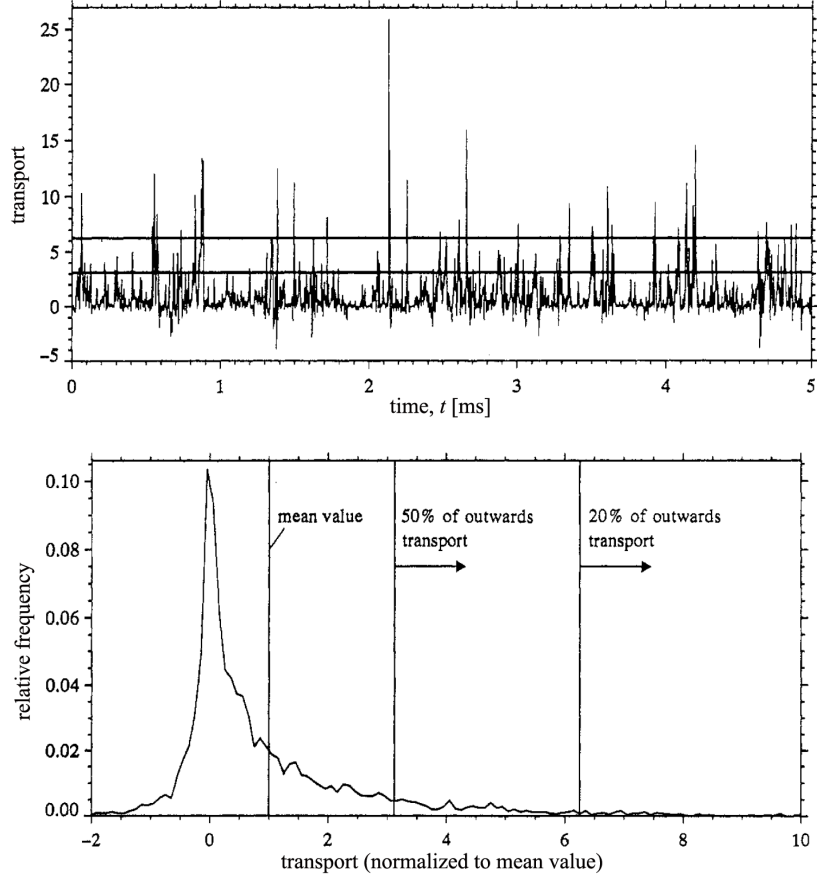 25
20
15
10
5
0
−5
transport
0 1 2 3 4 5
time, t [ms]
0.10
0.08
0.06
0.04
0.02
0.00
relative frequency
mean value
50% of outwards
transport
20% of outwards
transport
−2 0 2 4 6 8 10
transport (normalized to mean value)